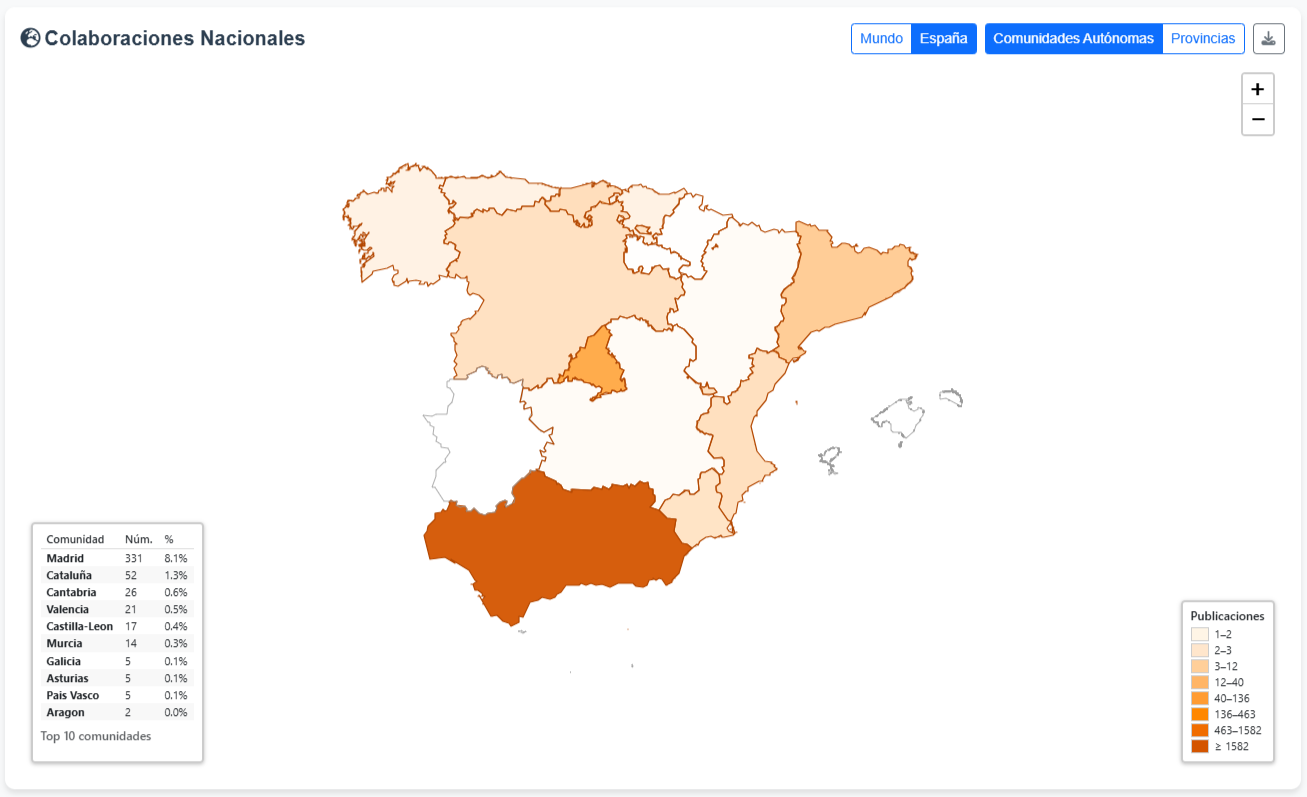 Colaboraciones Nacionales
Mundo España Comunidades Autónomas Provincias
+
−
Comunidad Núm. %
Madrid 331 8.1%
Cataluña 52 1.3%
Cantabria 26 0.6%
Valencia 21 0.5%
Castilla-Leon 17 0.4%
Murcia 14 0.3%
Galicia 5 0.1%
Asturias 5 0.1%
Pais Vasco 5 0.1%
Aragon 2 0.0%
Top 10 comunidades
Publicaciones
1–2
2–3
3–12
12–40
40–136
136–463
463–1582
≥ 1582